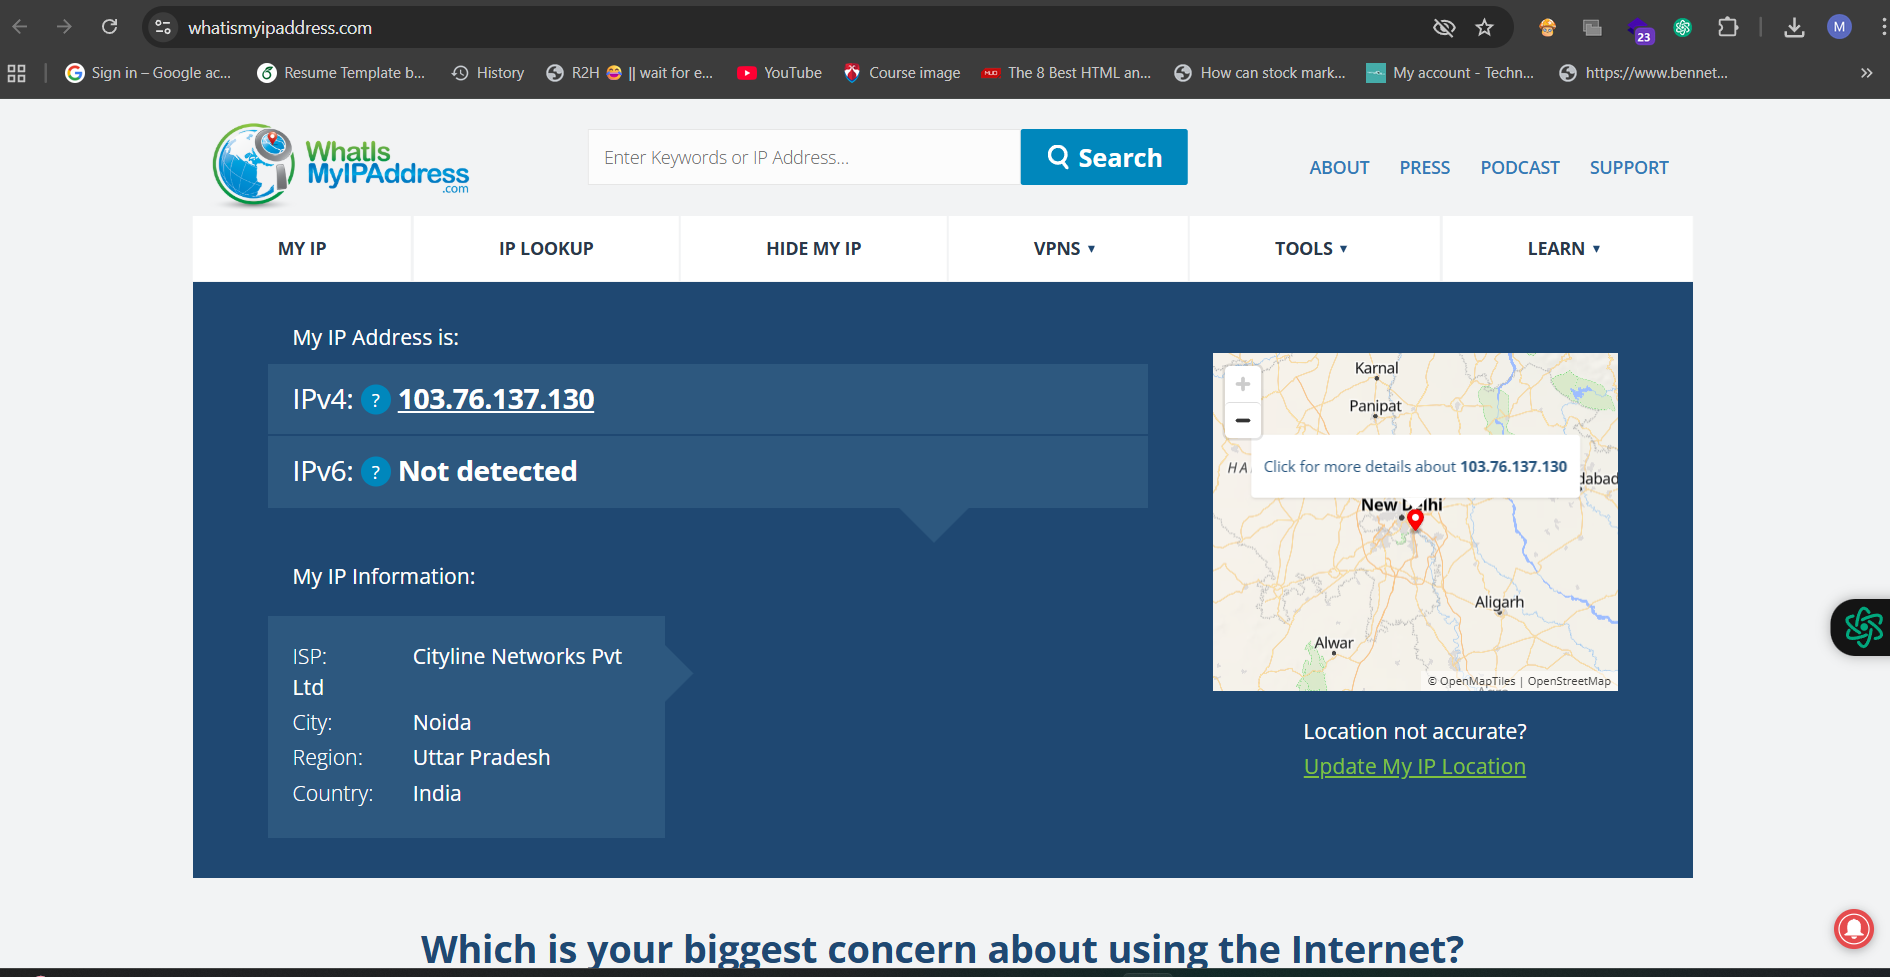 whatismyipaddress.com
23
M
Sign in – Google ac...
Resume Template b...
History
R2H 😂 || wait for e...
YouTube
Course image
HUD
The 8 Best HTML an...
How can stock mark...
My account - Techn...
https://www.bennet...
WhatIs
MyIPAddress
.com
Enter Keywords or IP Address...
Search
ABOUT
PRESS
PODCAST
SUPPORT
MY IP
IP LOOKUP
HIDE MY IP
VPNS ▼
TOOLS ▼
LEARN ▼
My IP Address is:
IPv4: ? 103.76.137.130
IPv6: ? Not detected
My IP Information:
ISP: Cityline Networks Pvt
Ltd
City: Noida
Region: Uttar Pradesh
Country: India
Karnal
Panipat
HA
Click for more details about 103.76.137.130
dabad
New Delhi
Aligarh
Alwar
© OpenMapTiles | OpenStreetMap
Location not accurate?
Update My IP Location
Which is your biggest concern about using the Internet?